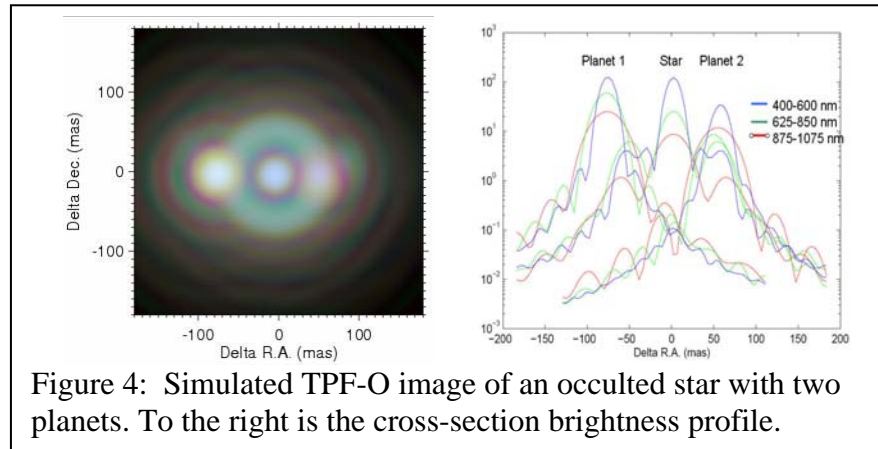 100
0
-100
Delta Dec. (mas)
-100 0 100
Delta R.A. (mas)
Planet 1 Star Planet 2
400-600 nm
625-850 nm
875-1075 nm
10³
10²
10¹
10⁰
10⁻¹
10⁻²
10⁻³
−200 −150 −100 −50 0 50 100 150 200
Delta R.A. (mas)
Figure 4: Simulated TPF-O image of an occulted star with two
planets. To the right is the cross-section brightness profile.